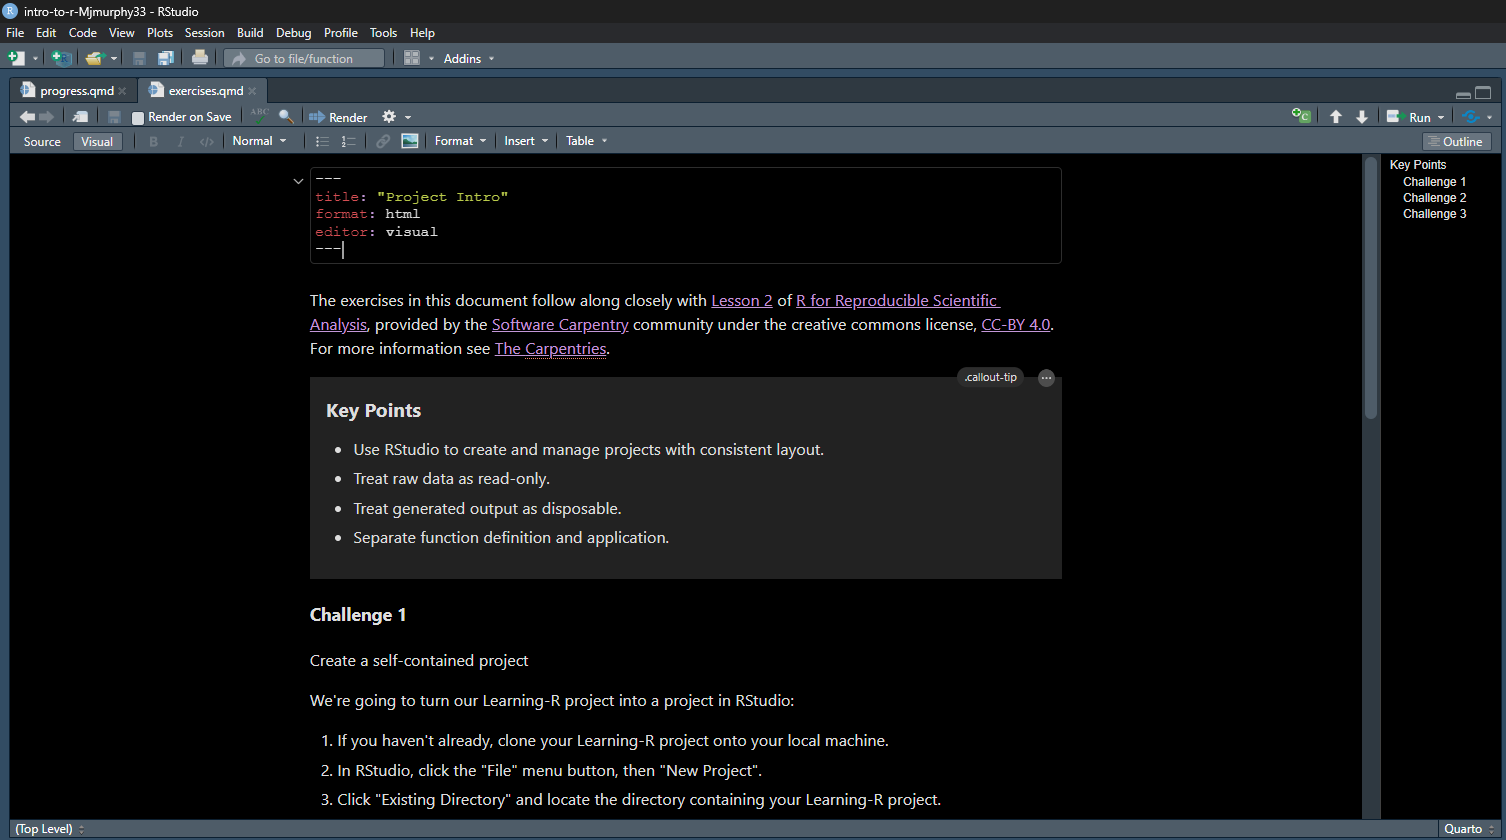 intro-to-r-Mjmurphy33 - RStudio
File Edit Code View Plots Session Build Debug Profile Tools Help
Go to file/function Addins
progress.qmd exercises.qmd
Render on Save ABC Render Run
Source Visual B I </> Normal Format Insert Table Outline
---
title: "Project Intro"
format: html
editor: visual
---
The exercises in this document follow along closely with Lesson 2 of R for Reproducible Scientific
Analysis, provided by the Software Carpentry community under the creative commons license, CC-BY 4.0.
For more information see The Carpentries.
.callout-tip
Key Points
• Use RStudio to create and manage projects with consistent layout.
• Treat raw data as read-only.
• Treat generated output as disposable.
• Separate function definition and application.
Challenge 1
Create a self-contained project
We're going to turn our Learning-R project into a project in RStudio:
1. If you haven't already, clone your Learning-R project onto your local machine.
2. In RStudio, click the "File" menu button, then "New Project".
3. Click "Existing Directory" and locate the directory containing your Learning-R project.
Key Points
Challenge 1
Challenge 2
Challenge 3
(Top Level) Quarto